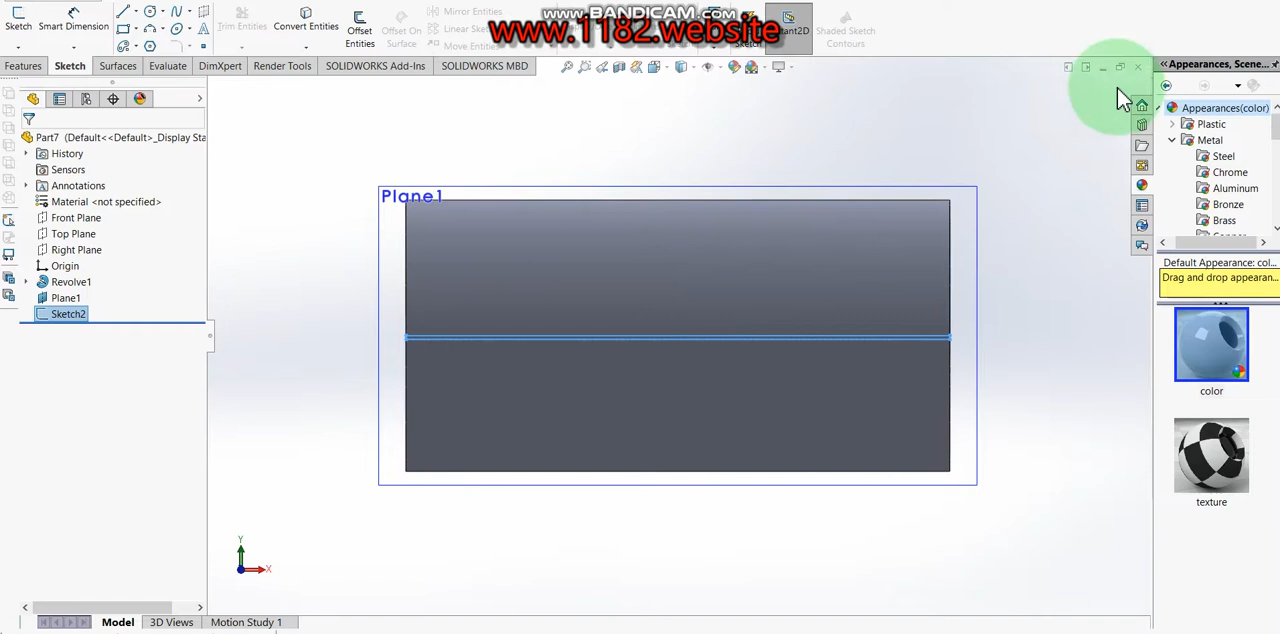 www.BANDICAM.com
www.1182.website
Sketch
Smart Dimension
Trim Entities
Convert Entities
Offset
Entities
Offset On
Surface
Mirror Entities
Linear Sketch
Move Entities
Sketch
Instant2D
Shaded Sketch
Contours
Features
Sketch
Surfaces
Evaluate
DimXpert
Render Tools
SOLIDWORKS Add-Ins
SOLIDWORKS MBD
Part7 (Default<<Default>_Display Sta
History
Sensors
Annotations
Material <not specified>
Front Plane
Top Plane
Right Plane
Origin
Revolve1
Plane1
Sketch2
Plane1
Y
X
Appearances, Scene...
Appearances(color)
Plastic
Metal
Steel
Chrome
Aluminum
Bronze
Brass
Default Appearance: col...
Drag and drop appearan...
color
texture
Model
3D Views
Motion Study 1